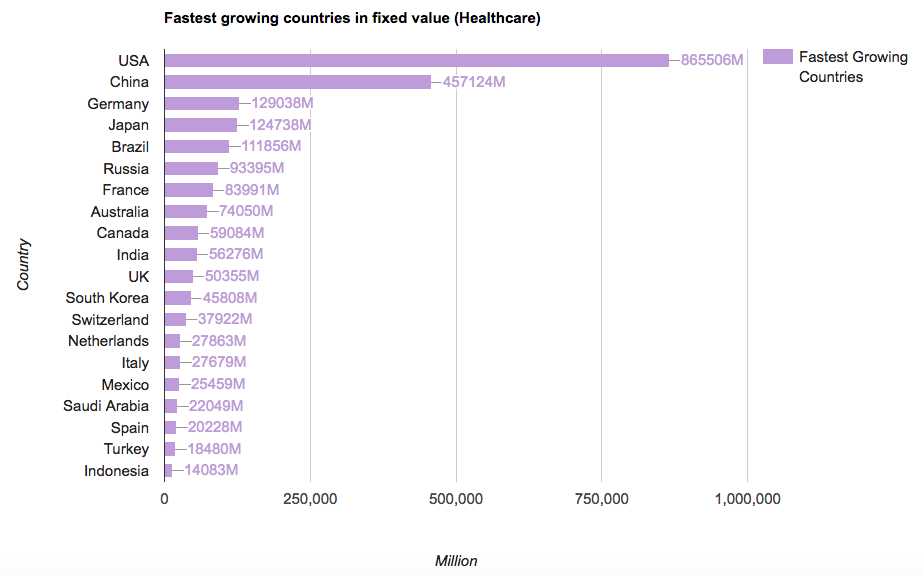 Fastest growing countries in fixed value (Healthcare)
USA 865506M
China 457124M
Germany 129038M
Japan 124738M
Brazil 111856M
Russia 93395M
France 83991M
Australia 74050M
Canada 59084M
India 56276M
UK 50355M
South Korea 45808M
Switzerland 37922M
Netherlands 27863M
Italy 27679M
Mexico 25459M
Saudi Arabia 22049M
Spain 20228M
Turkey 18480M
Indonesia 14083M
0 250,000 500,000 750,000 1,000,000
Million
Country
Fastest Growing
Countries